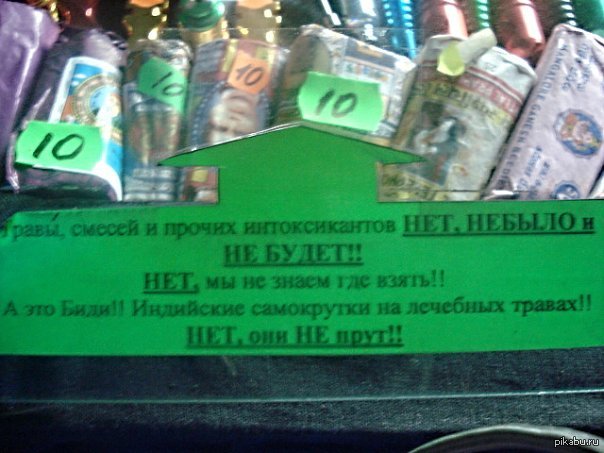 10
10
10
10
травы, смесей и прочих интоксикантов НЕТ, НЕБЫЛО и
НЕ БУДЕТ!!
НЕТ, мы не знаем где взять!!
А это Биди!! Индийские самокрутки на лечебных травах!!
НЕТ, они НЕ прут!!
pikabu.ru